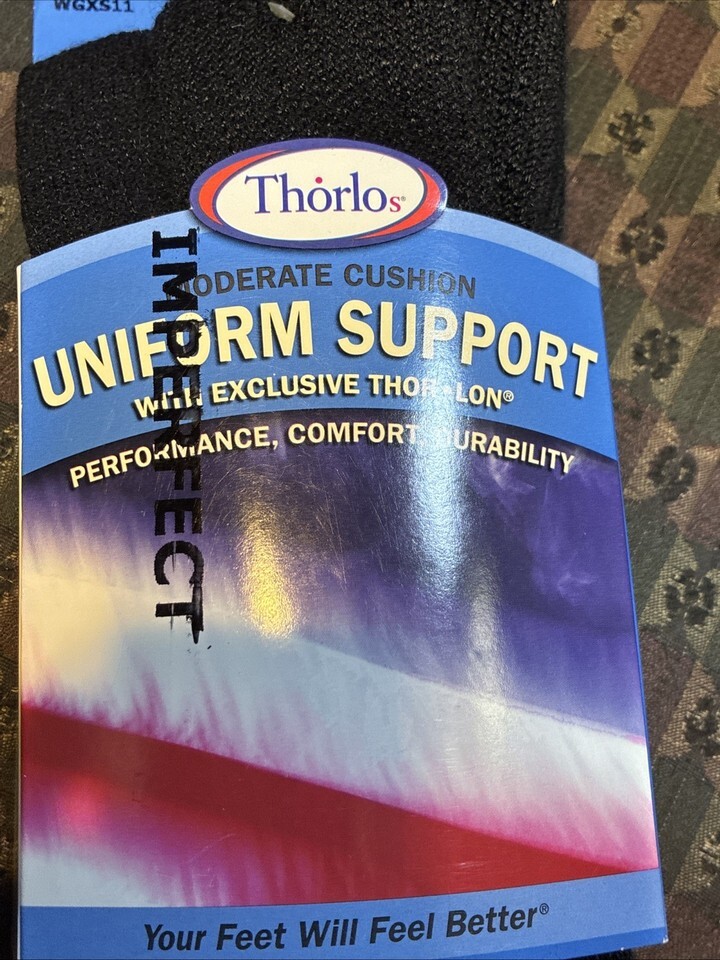 WGXS11
Thorlos®
MODERATE CUSHION
UNIFORM SUPPORT
WITH EXCLUSIVE THOR•LON®
PERFORMANCE, COMFORT, DURABILITY
IMPERFECT
Your Feet Will Feel Better®